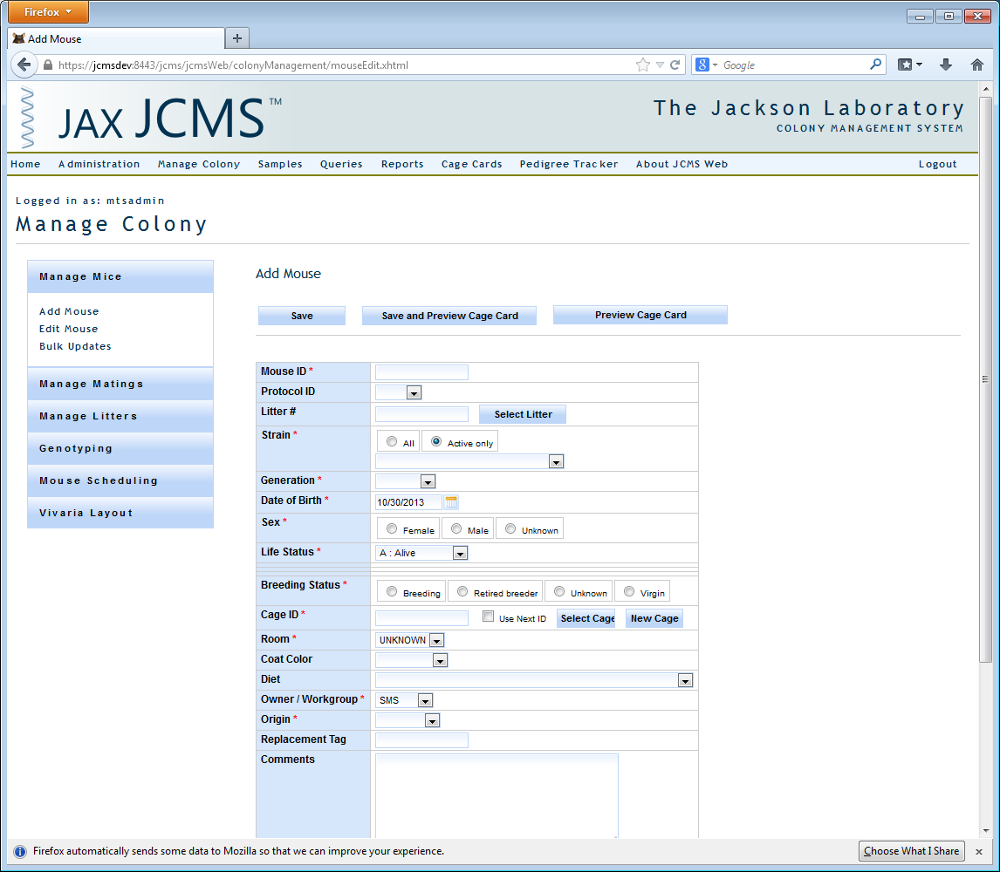 Firefox
Add Mouse
https://jcmsdev:8443/jcms/jcmsWeb/colonyManagement/mouseEdit.xhtml
Google
JAX JCMS™
The Jackson Laboratory
COLONY MANAGEMENT SYSTEM
Home Administration Manage Colony Samples Queries Reports Cage Cards Pedigree Tracker About JCMS Web Logout
Logged in as: mtsadmin
Manage Colony
Manage Mice
Add Mouse
Edit Mouse
Bulk Updates
Manage Matings
Manage Litters
Genotyping
Mouse Scheduling
Vivaria Layout
Add Mouse
Save Save and Preview Cage Card Preview Cage Card
Mouse ID *
Protocol ID
Litter # Select Litter
Strain * All Active only
Generation *
Date of Birth * 10/30/2013
Sex * Female Male Unknown
Life Status * A : Alive
Breeding Status * Breeding Retired breeder Unknown Virgin
Cage ID * Use Next ID Select Cage New Cage
Room * UNKNOWN
Coat Color
Diet
Owner / Workgroup * SMS
Origin *
Replacement Tag
Comments
Firefox automatically sends some data to Mozilla so that we can improve your experience. Choose What I Share